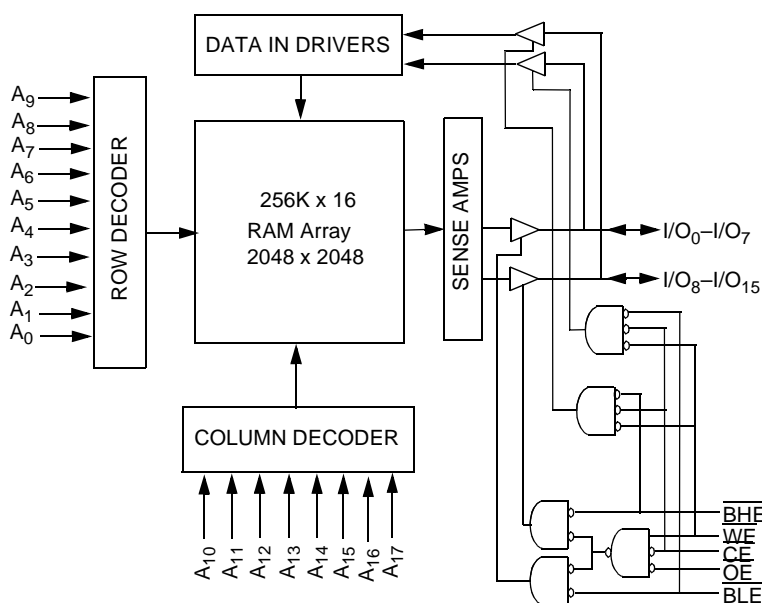 DATA IN DRIVERS
A9
A8
A7
A6
A5
A4
A3
A2
A1
A0
ROW DECODER
256K x 16
RAM Array
2048 x 2048
SENSE AMPS
I/O0–I/O7
I/O8–I/O15
COLUMN DECODER
A10
A11
A12
A13
A14
A15
A16
A17
BHE
WE
CE
OE
BLE